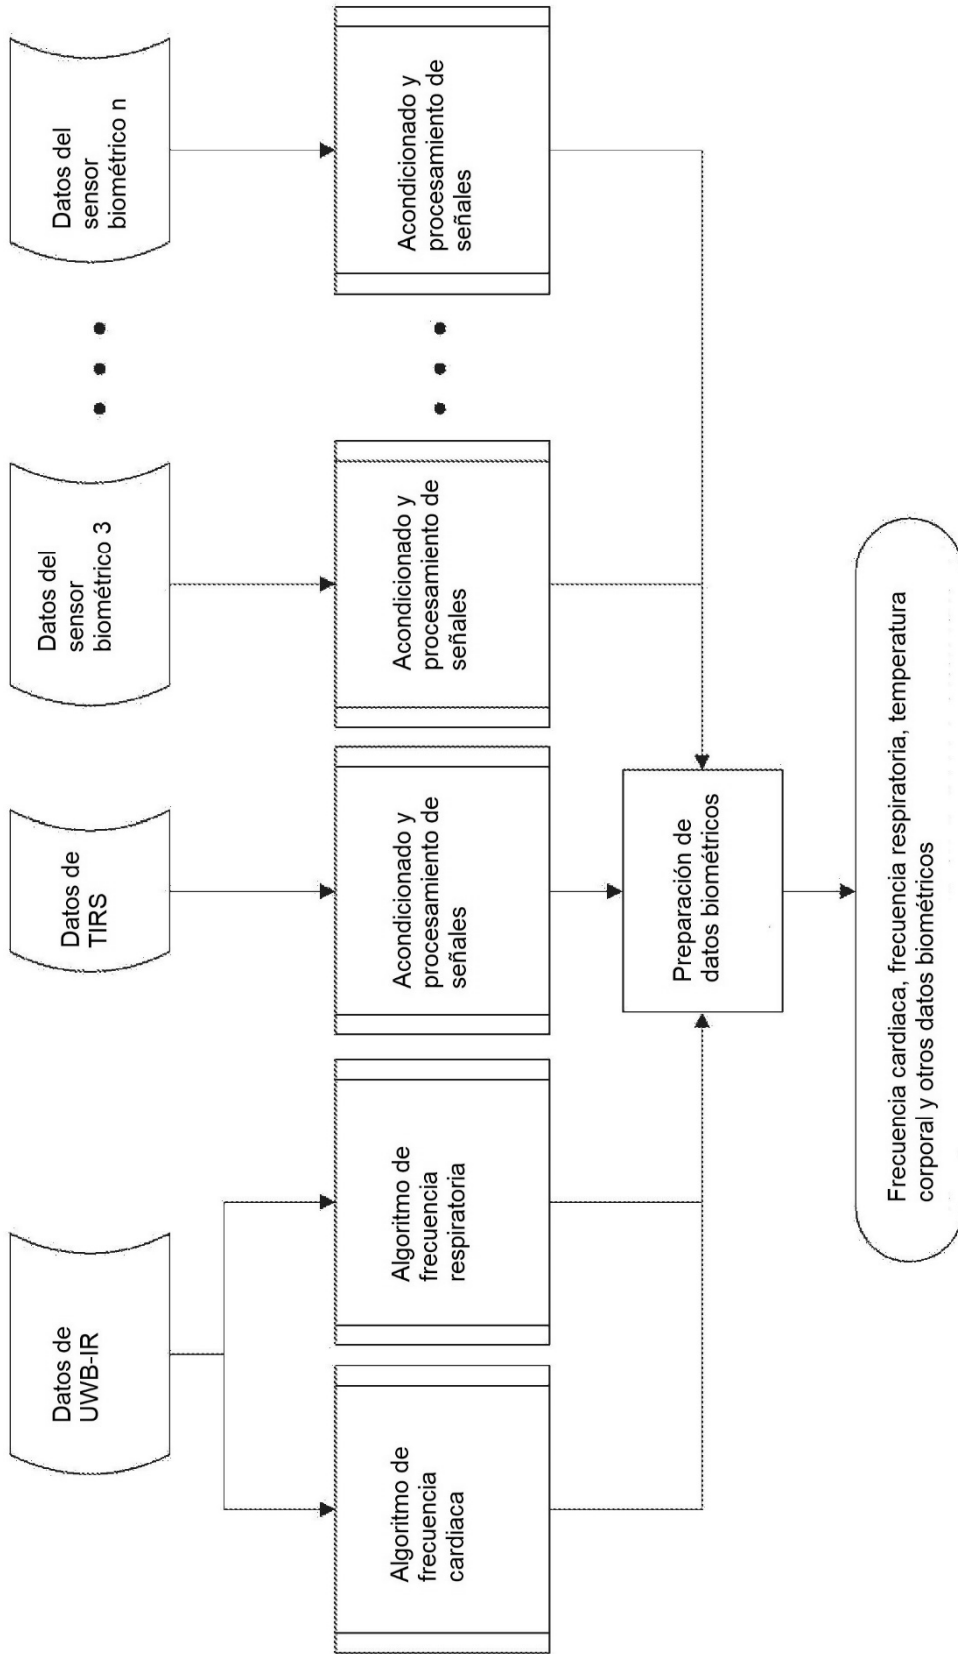 Datos de
UWB-IR
Datos de
TIRS
Datos del
sensor
biométrico 3
Datos del
sensor
biométrico n
Algoritmo de
frecuencia
cardiaca
Algoritmo de
frecuencia
respiratoria
Acondicionado y
procesamiento de
señales
Acondicionado y
procesamiento de
señales
Acondicionado y
procesamiento de
señales
Preparación de
datos biométricos
Frecuencia cardiaca, frecuencia respiratoria, temperatura
corporal y otros datos biométricos